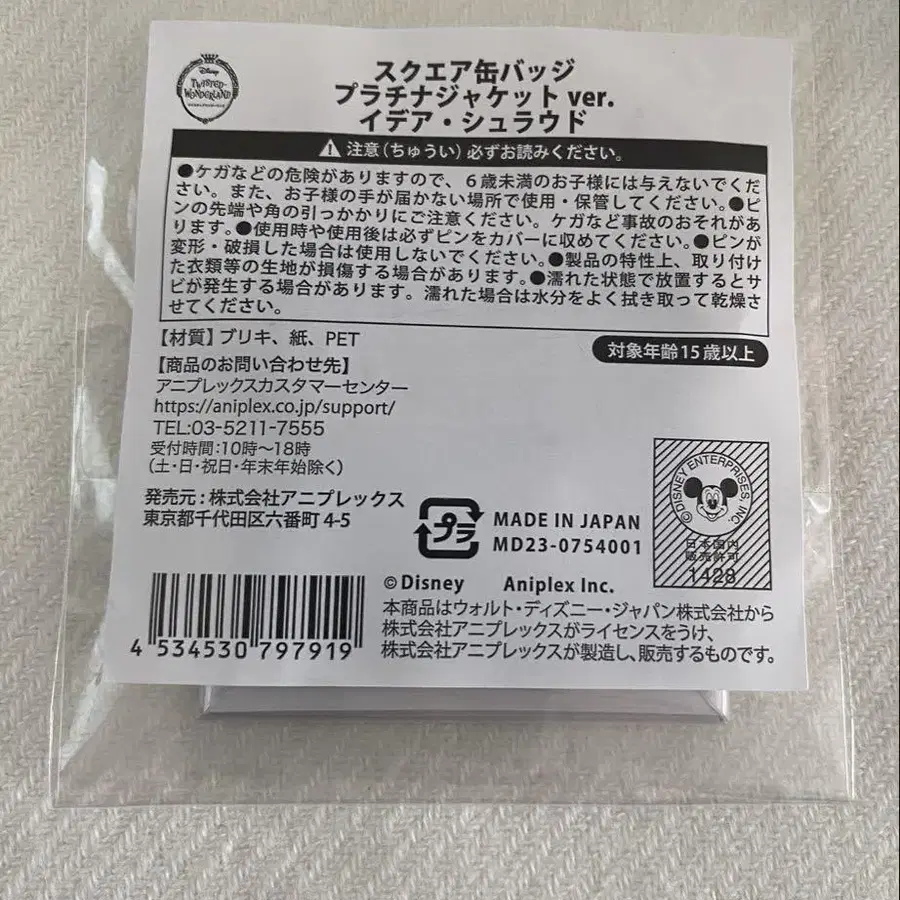 Disney
TWISTED-
WONDERLAND
スクエア缶バッジ
プラチナジャケット ver.
イデア・シュラウド
注意（ちゅうい）必ずお読みください。
●ケガなどの危険がありますので、６歳未満のお子様には与えないでくだ
さい。また、お子様の手が届かない場所で使用・保管してください。●ピ
ンの先端や角の引っかかりにご注意ください。ケガなど事故のおそれがあ
ります。●使用時や使用後は必ずピンをカバーに収めてください。●ピンが
変形・破損した場合は使用しないでください。●製品の特性上、取り付け
た衣類等の生地が損傷する場合があります。●濡れた状態で放置するとサ
ビが発生する場合があります。濡れた場合は水分をよく拭き取って乾燥さ
せてください。
【材質】ブリキ、紙、PET
対象年齢15歳以上
【商品のお問い合わせ先】
アニプレックスカスタマーセンター
https://aniplex.co.jp/support/
TEL:03-5211-7555
受付時間：10時〜18時
（土・日・祝日・年末年始除く）
発売元：株式会社アニプレックス
東京都千代田区六番町 4-5
プラ
MADE IN JAPAN
MD23-0754001
©DISNEY ENTERPRISES, INC.
日本国内
販売許可
1428
©Disney Aniplex Inc.
本商品はウォルト・ディズニー・ジャパン株式会社から
株式会社アニプレックスがライセンスをうけ、
株式会社アニプレックスが製造し、販売するものです。
4 534530 797919